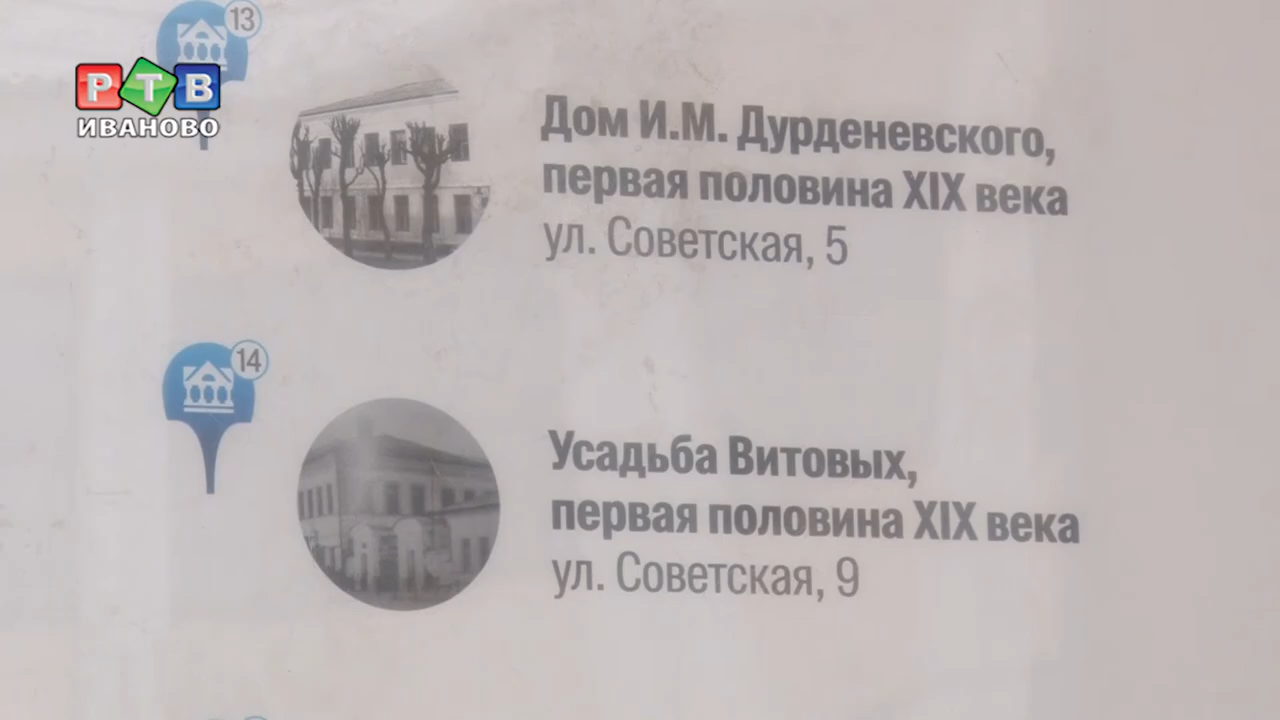 13
РТВ
ИВАНОВО
Дом И.М. Дурденевского,
первая половина XIX века
ул. Советская, 5
14
Усадьба Витовых,
первая половина XIX века
ул. Советская, 9